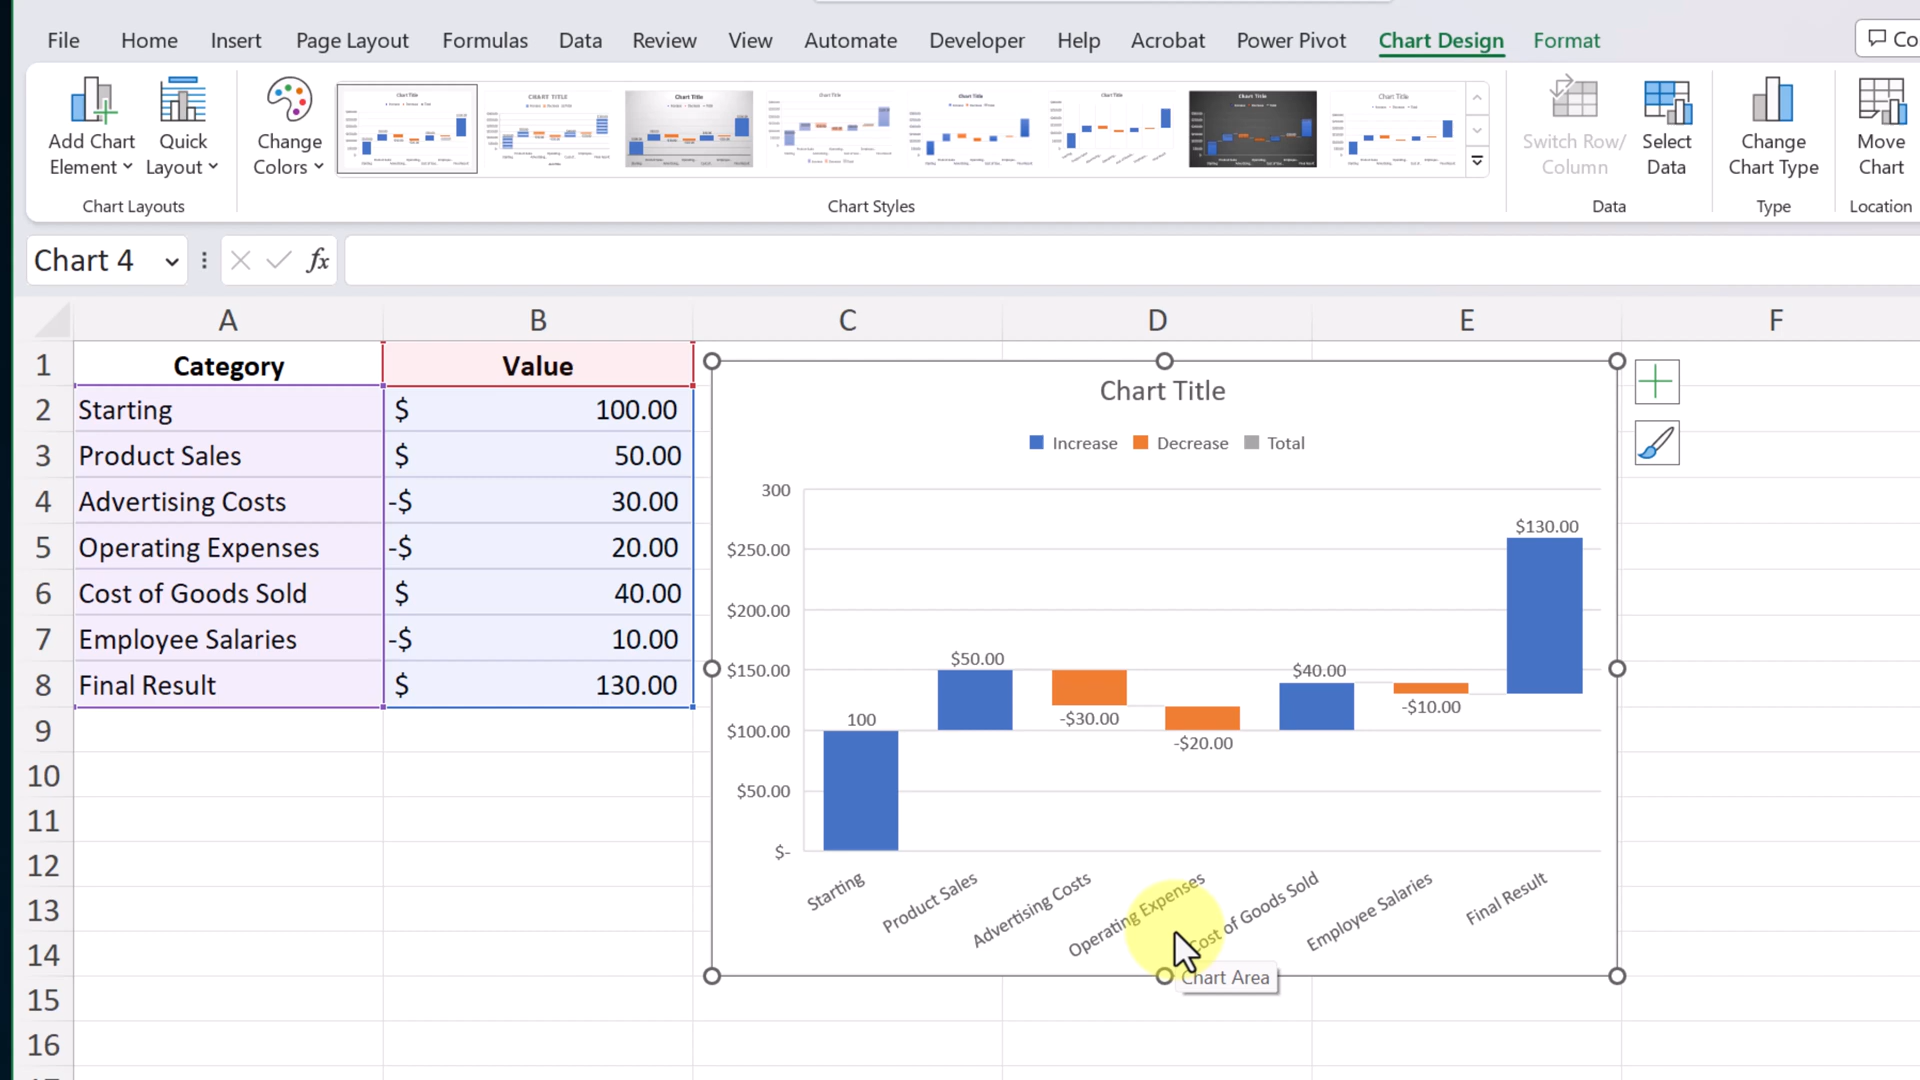 File Home Insert Page Layout Formulas Data Review View Automate Developer Help Acrobat Power Pivot Chart Design Format Co
Add Chart Element
Quick Layout
Change Colors
Switch Row/ Column
Select Data
Change Chart Type
Move Chart
Chart Layouts Chart Styles Data Type Location
Chart 4 fx
A B C D E F
1 Category Value
2 Starting $ 100.00
3 Product Sales $ 50.00
4 Advertising Costs -$ 30.00
5 Operating Expenses -$ 20.00
6 Cost of Goods Sold $ 40.00
7 Employee Salaries -$ 10.00
8 Final Result $ 130.00
9
10
11
12
13
14
15
16
Chart Title
Increase Decrease Total
300
$250.00
$200.00
$150.00
$100.00
$50.00
$-
100
$50.00
-$30.00
-$20.00
$40.00
-$10.00
$130.00
Starting
Product Sales
Advertising Costs
Operating Expenses
Cost of Goods Sold
Employee Salaries
Final Result
Chart Area